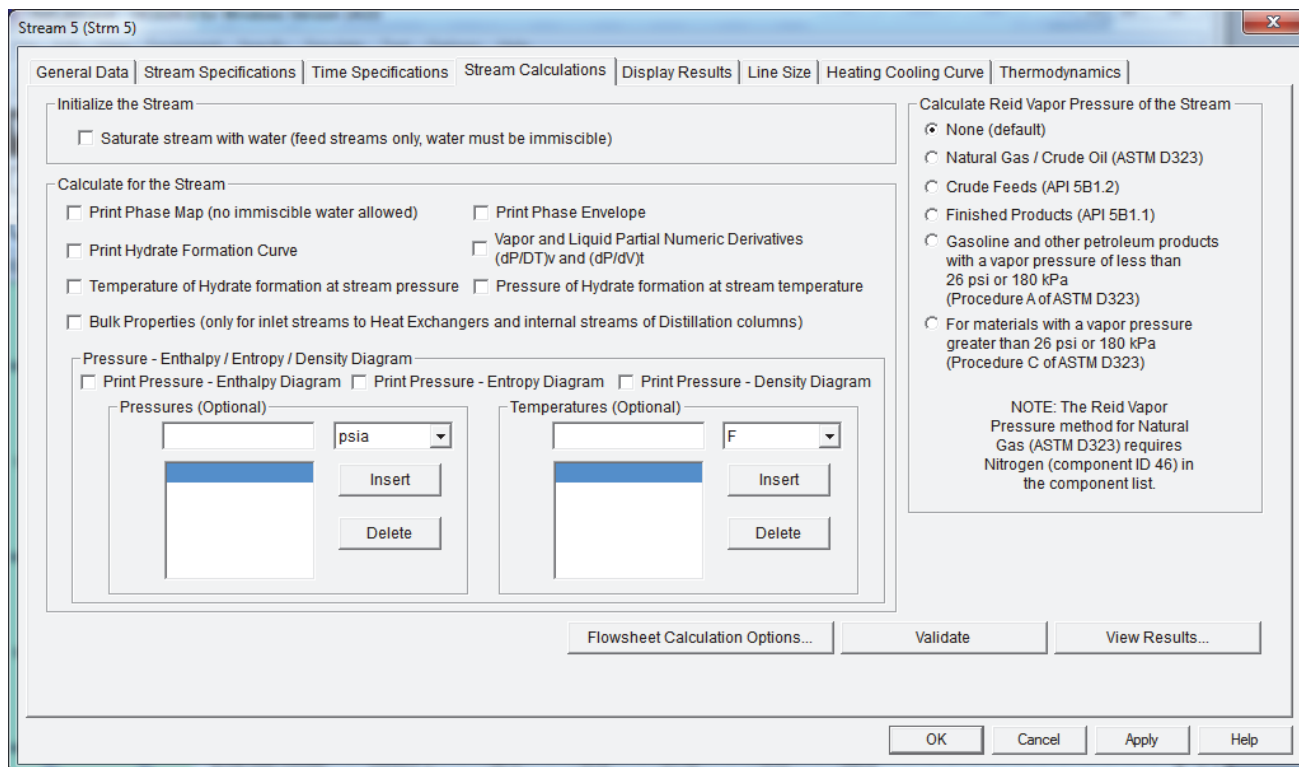 Stream 5 (Strm 5)
General Data
Stream Specifications
Time Specifications
Stream Calculations
Display Results
Line Size
Heating Cooling Curve
Thermodynamics
Initialize the Stream
Saturate stream with water (feed streams only, water must be immiscible)
Calculate for the Stream
Print Phase Map (no immiscible water allowed)
Print Phase Envelope
Print Hydrate Formation Curve
Vapor and Liquid Partial Numeric Derivatives
(dP/DT)v and (dP/dV)t
Temperature of Hydrate formation at stream pressure
Pressure of Hydrate formation at stream temperature
Bulk Properties (only for inlet streams to Heat Exchangers and internal streams of Distillation columns)
Pressure - Enthalpy / Entropy / Density Diagram
Print Pressure - Enthalpy Diagram
Print Pressure - Entropy Diagram
Print Pressure - Density Diagram
Pressures (Optional)
psia
Insert
Delete
Temperatures (Optional)
F
Insert
Delete
Calculate Reid Vapor Pressure of the Stream
None (default)
Natural Gas / Crude Oil (ASTM D323)
Crude Feeds (API 5B1.2)
Finished Products (API 5B1.1)
Gasoline and other petroleum products
with a vapor pressure of less than
26 psi or 180 kPa
(Procedure A of ASTM D323)
For materials with a vapor pressure
greater than 26 psi or 180 kPa
(Procedure C of ASTM D323)
NOTE: The Reid Vapor
Pressure method for Natural
Gas (ASTM D323) requires
Nitrogen (component ID 46) in
the component list.
Flowsheet Calculation Options...
Validate
View Results...
OK
Cancel
Apply
Help